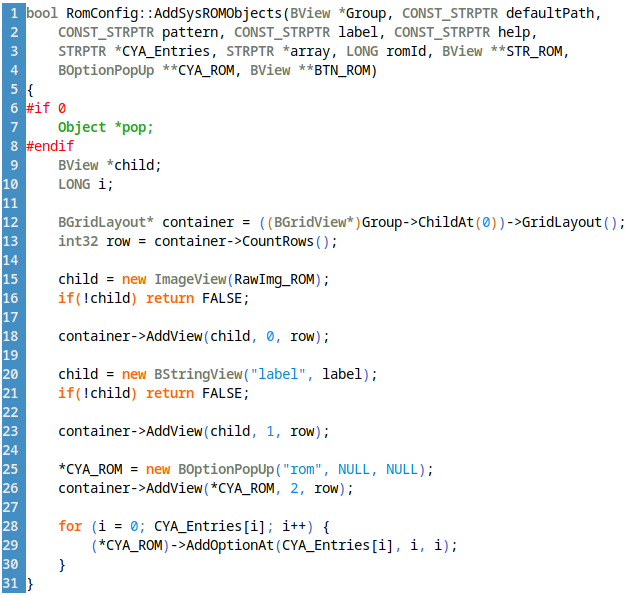 1 bool RomConfig::AddSysROMObjects(BView *Group, CONST_STRPTR defaultPath,
2     CONST_STRPTR pattern, CONST_STRPTR label, CONST_STRPTR help,
3     STRPTR *CYA_Entries, STRPTR *array, LONG romId, BView **STR_ROM,
4     BOptionPopUp **CYA_ROM, BView **BTN_ROM)
5 {
6 #if 0
7     Object *pop;
8 #endif
9     BView *child;
10     LONG i;
11
12     BGridLayout* container = ((BGridView*)Group->ChildAt(0))->GridLayout();
13     int32 row = container->CountRows();
14
15     child = new ImageView(RawImg_ROM);
16     if(!child) return FALSE;
17
18     container->AddView(child, 0, row);
19
20     child = new BStringView("label", label);
21     if(!child) return FALSE;
22
23     container->AddView(child, 1, row);
24
25     *CYA_ROM = new BOptionPopUp("rom", NULL, NULL);
26     container->AddView(*CYA_ROM, 2, row);
27
28     for (i = 0; CYA_Entries[i]; i++) {
29         (*CYA_ROM)->AddOptionAt(CYA_Entries[i], i, i);
30     }
31 }